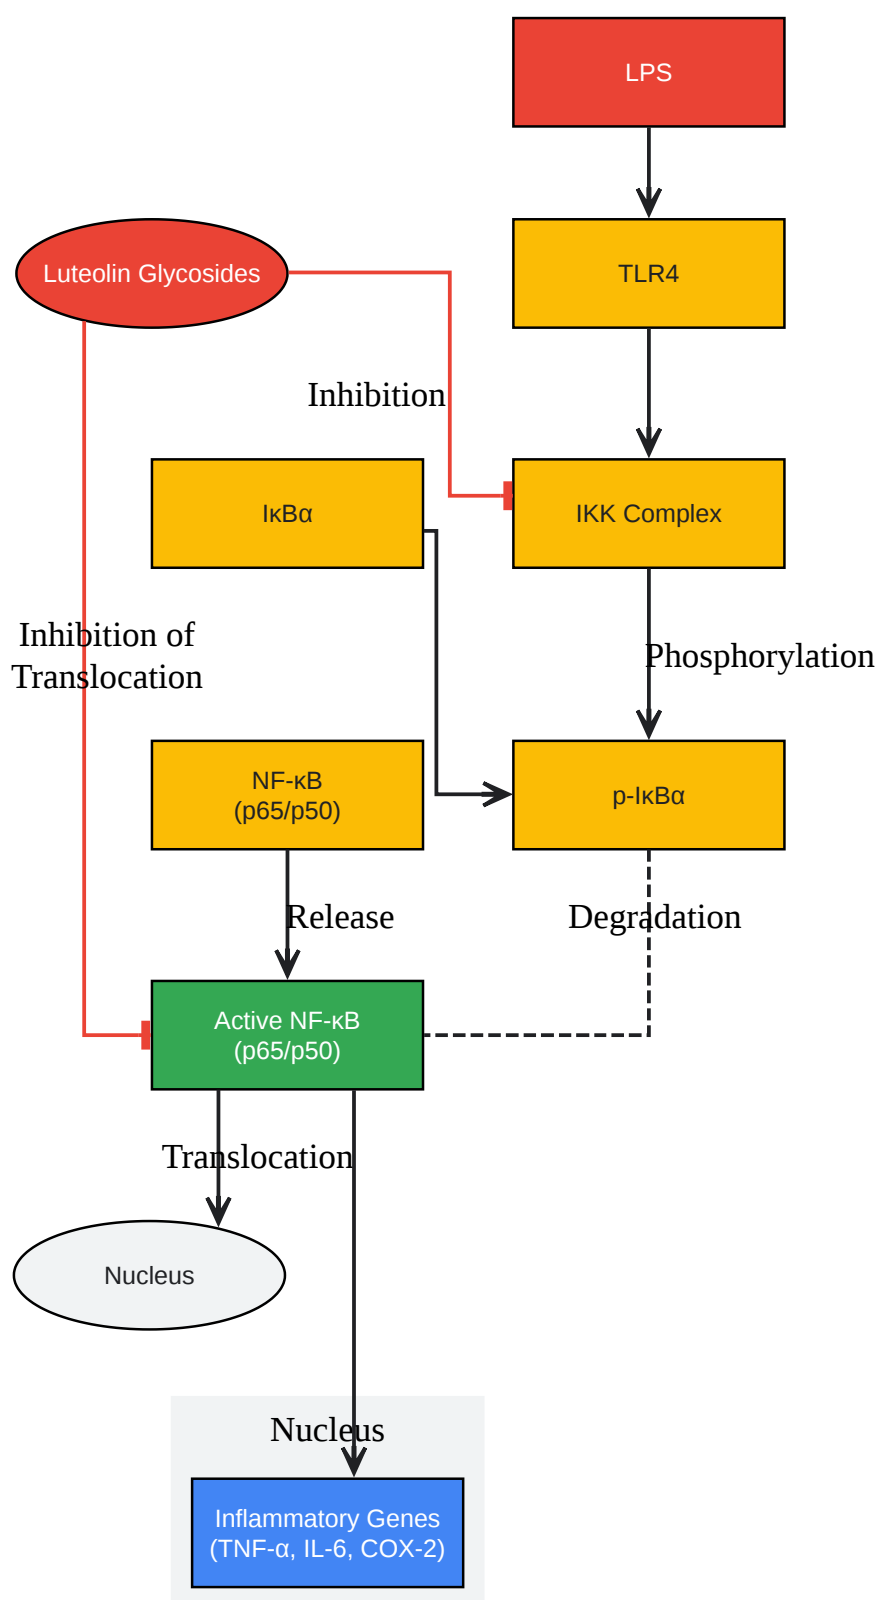 LPS
Luteolin Glycosides
TLR4
Inhibition
IκBα
IKK Complex
Inhibition of
Translocation
Phosphorylation
NF-κB
(p65/p50)
p-IκBα
Release
Degradation
Active NF-κB
(p65/p50)
Translocation
Nucleus
Nucleus
Inflammatory Genes
(TNF-α, IL-6, COX-2)